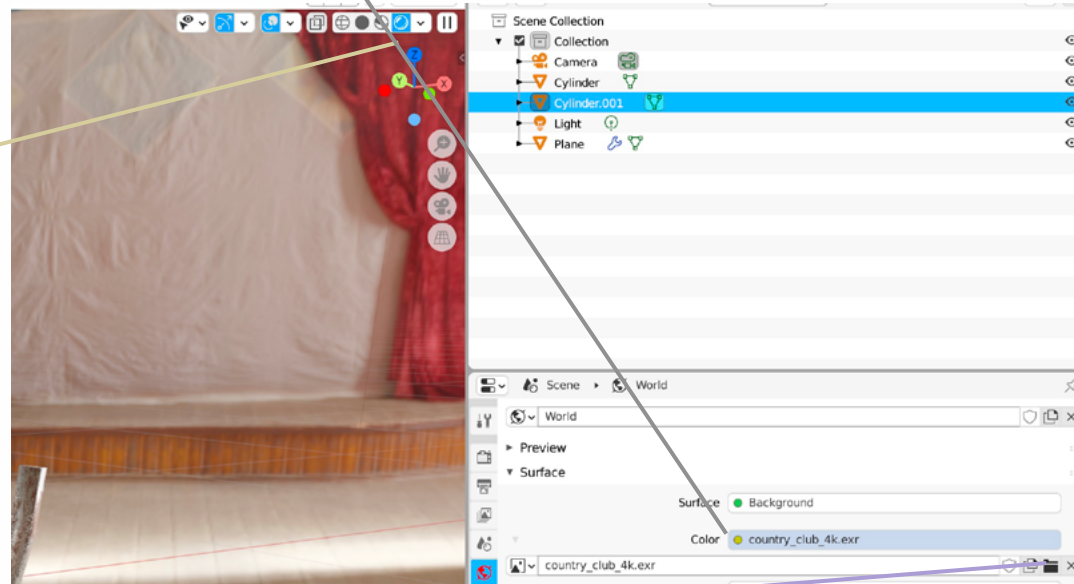 Scene Collection
Collection
Camera
Cylinder
Cylinder.001
Light
Plane
Z
Y
X
Scene
World
World
Preview
Surface
Surface
Background
Color
country_club_4k.exr
country_club_4k.exr